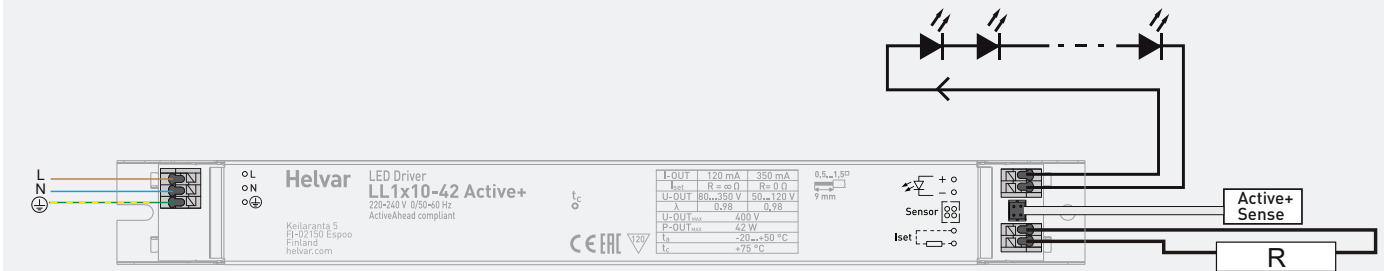 L
N
L
N
Helvar
LED Driver
LL1x10-42 Active+
220-240 V 0/50-60 Hz
ActiveAhead compliant
Keilaranta 5
FI-02150 Espoo
Finland
helvar.com
tc
CE EAC 120
I-OUT 120 mA 350 mA
Iset R = ∞ Ω R= 0 Ω
U-OUT 80...350 V 50...120 V
λ 0.98 0,98
U-OUTMAX 400 V
P-OUTMAX 42 W
ta -20...+50 °C
tc +75 °C
0,5...1,5□
9 mm
+
-
Sensor
Iset
Active+
Sense
R